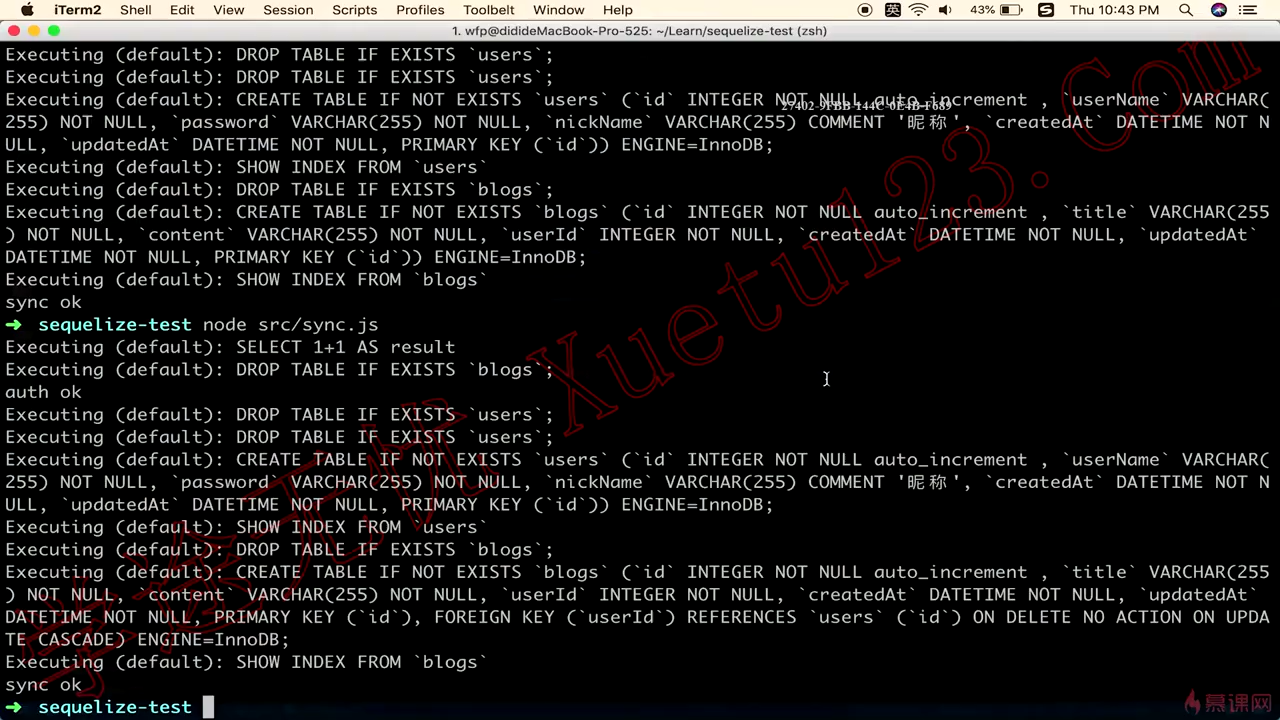 iTerm2 Shell Edit View Session Scripts Profiles Toolbelt Window Help 英 43% S Thu 10:43 PM
1. wfp@didideMacBook-Pro-525: ~/Learn/sequelize-test (zsh)
Executing (default): DROP TABLE IF EXISTS `users`;
Executing (default): DROP TABLE IF EXISTS `users`;
Executing (default): CREATE TABLE IF NOT EXISTS `users` (`id` INTEGER NOT NULL auto_increment , `userName` VARCHAR(
255) NOT NULL, `password` VARCHAR(255) NOT NULL, `nickName` VARCHAR(255) COMMENT '昵称', `createdAt` DATETIME NOT N
ULL, `updatedAt` DATETIME NOT NULL, PRIMARY KEY (`id`)) ENGINE=InnoDB;
Executing (default): SHOW INDEX FROM `users`
Executing (default): DROP TABLE IF EXISTS `blogs`;
Executing (default): CREATE TABLE IF NOT EXISTS `blogs` (`id` INTEGER NOT NULL auto_increment , `title` VARCHAR(255
) NOT NULL, `content` VARCHAR(255) NOT NULL, `userId` INTEGER NOT NULL, `createdAt` DATETIME NOT NULL, `updatedAt`
DATETIME NOT NULL, PRIMARY KEY (`id`)) ENGINE=InnoDB;
Executing (default): SHOW INDEX FROM `blogs`
sync ok
➜ sequelize-test node src/sync.js
Executing (default): SELECT 1+1 AS result
Executing (default): DROP TABLE IF EXISTS `blogs`;
auth ok
Executing (default): DROP TABLE IF EXISTS `users`;
Executing (default): DROP TABLE IF EXISTS `users`;
Executing (default): CREATE TABLE IF NOT EXISTS `users` (`id` INTEGER NOT NULL auto_increment , `userName` VARCHAR(
255) NOT NULL, `password` VARCHAR(255) NOT NULL, `nickName` VARCHAR(255) COMMENT '昵称', `createdAt` DATETIME NOT N
ULL, `updatedAt` DATETIME NOT NULL, PRIMARY KEY (`id`)) ENGINE=InnoDB;
Executing (default): SHOW INDEX FROM `users`
Executing (default): DROP TABLE IF EXISTS `blogs`;
Executing (default): CREATE TABLE IF NOT EXISTS `blogs` (`id` INTEGER NOT NULL auto_increment , `title` VARCHAR(255
) NOT NULL, `content` VARCHAR(255) NOT NULL, `userId` INTEGER NOT NULL, `createdAt` DATETIME NOT NULL, `updatedAt`
DATETIME NOT NULL, PRIMARY KEY (`id`), FOREIGN KEY (`userId`) REFERENCES `users` (`id`) ON DELETE NO ACTION ON UPDA
TE CASCADE) ENGINE=InnoDB;
Executing (default): SHOW INDEX FROM `blogs`
sync ok
➜ sequelize-test
学途无忧 Xuetu123.Com
慕课网